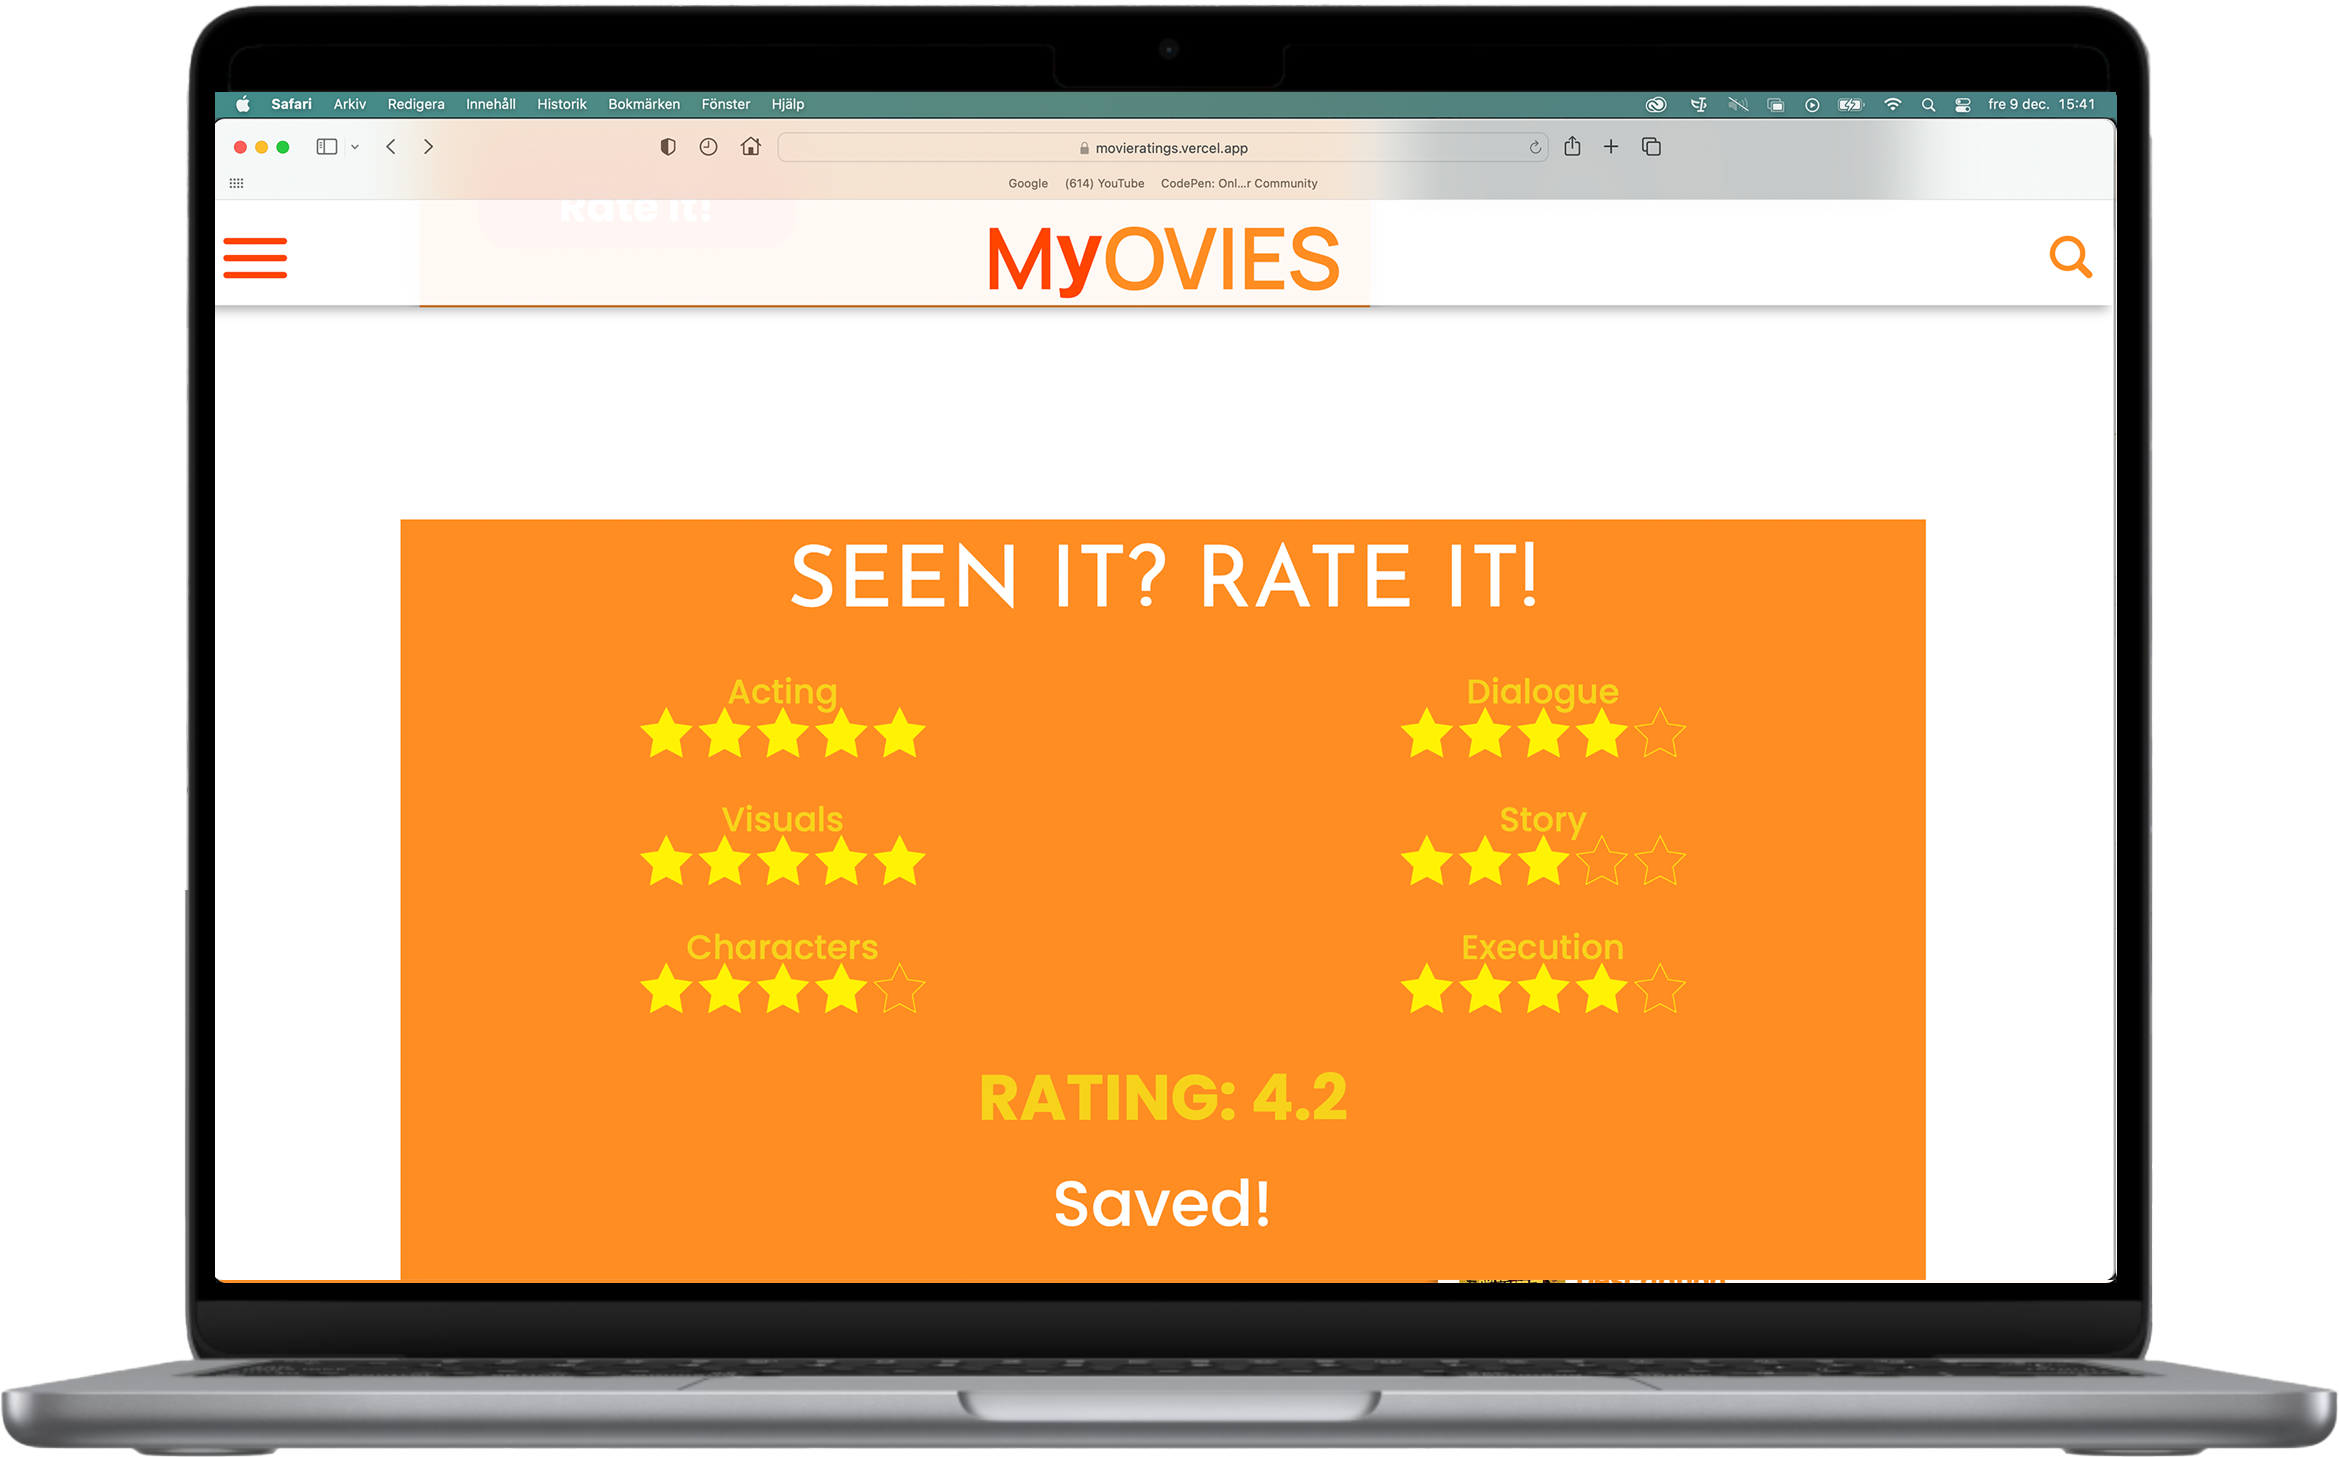 Safari Arkiv Redigera Innehåll Historik Bokmärken Fönster Hjälp fre 9 dec. 15:41
movieratings.vercel.app
Google (614) YouTube CodePen: Onl...r Community
Rate it!
MyOVIES
SEEN IT? RATE IT!
Acting Dialogue
Visuals Story
Characters Execution
RATING: 4.2
Saved!